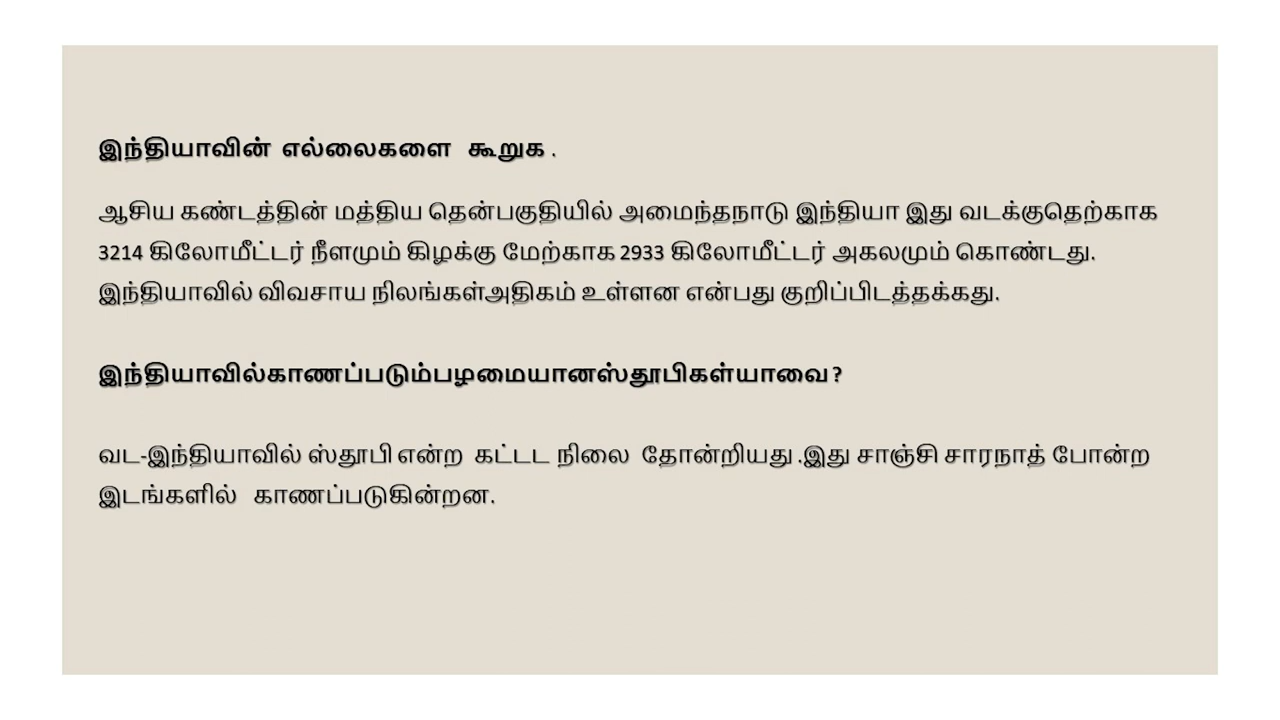 இந்தியாவின் எல்லைகளை கூறுக .
ஆசிய கண்டத்தின் மத்திய தென்பகுதியில் அமைந்தநாடு இந்தியா இது வடக்குதெற்காக
3214 கிலோமீட்டர் நீளமும் கிழக்கு மேற்காக 2933 கிலோமீட்டர் அகலமும் கொண்டது.
இந்தியாவில் விவசாய நிலங்கள்அதிகம் உள்ளன என்பது குறிப்பிடத்தக்கது.
இந்தியாவில்காணப்படும்பழமையானஸ்தூபிகள்யாவை?
வட-இந்தியாவில் ஸ்தூபி என்ற கட்டட நிலை தோன்றியது .இது சாஞ்சி சாரநாத் போன்ற
இடங்களில் காணப்படுகின்றன.